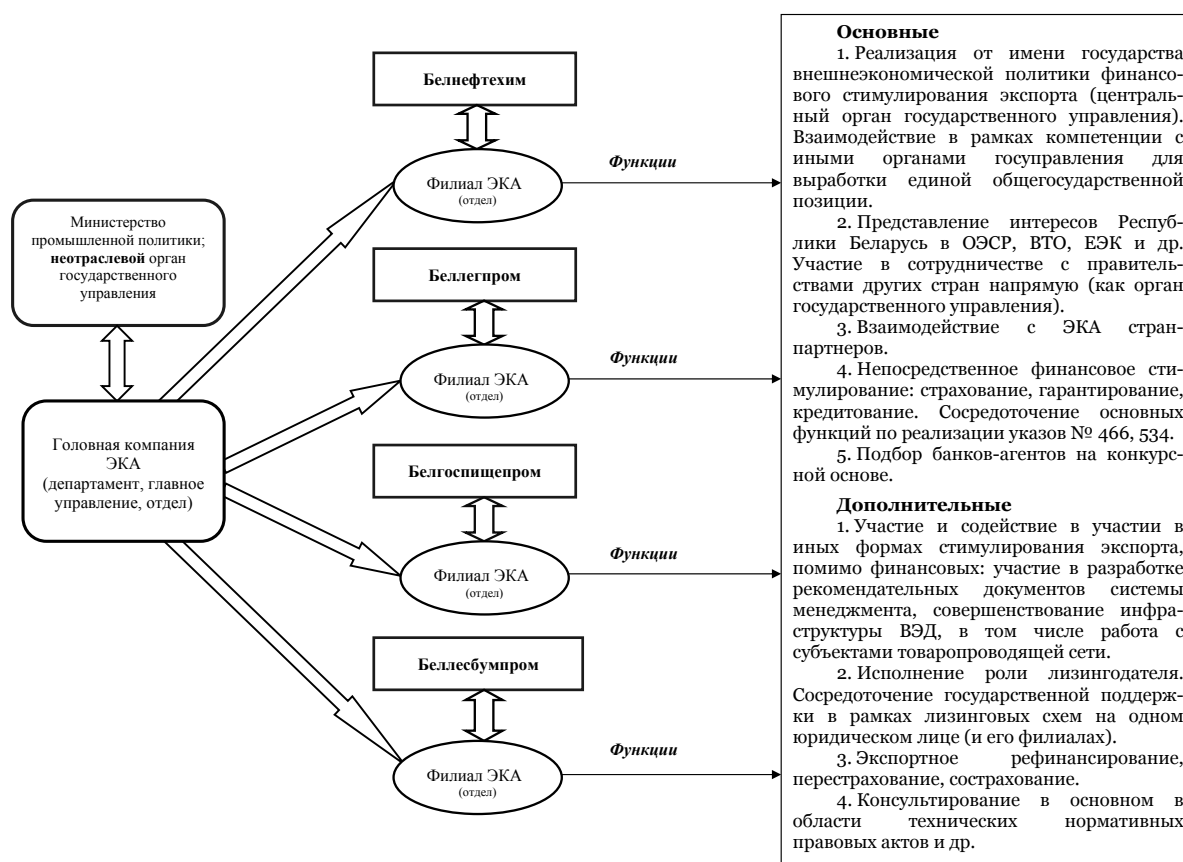 Министерство
промышленной политики;
неотраслевой орган
государственного
управления
Головная компания
ЭКА
(департамент, главное
управление, отдел)
Белнефтехим
Филиал ЭКА
(отдел)
Функции
Беллегпром
Филиал ЭКА
(отдел)
Функции
Белгоспищепром
Филиал ЭКА
(отдел)
Функции
Беллесбумпром
Филиал ЭКА
(отдел)
Функции
Основные
1. Реализация от имени государства
внешнеэкономической политики финансо-
вого стимулирования экспорта (централь-
ный орган государственного управления).
Взаимодействие в рамках компетенции с
иными органами госуправления для
выработки единой общегосударственной
позиции.
2. Представление интересов Респуб-
лики Беларусь в ОЭСР, ВТО, ЕЭК и др.
Участие в сотрудничестве с правитель-
ствами других стран напрямую (как орган
государственного управления).
3. Взаимодействие с ЭКА стран-
партнеров.
4. Непосредственное финансовое сти-
мулирование: страхование, гарантирование,
кредитование. Сосредоточение основных
функций по реализации указов № 466, 534.
5. Подбор банков-агентов на конкурс-
ной основе.
Дополнительные
1. Участие и содействие в участии в
иных формах стимулирования экспорта,
помимо финансовых: участие в разработке
рекомендательных документов системы
менеджмента, совершенствование инфра-
структуры ВЭД, в том числе работа с
субъектами товаропроводящей сети.
2. Исполнение роли лизингодателя.
Сосредоточение государственной поддерж-
ки в рамках лизинговых схем на одном
юридическом лице (и его филиалах).
3. Экспортное рефинансирование,
перестрахование, сострахование.
4. Консультирование в основном в
области технических нормативных
правовых актов и др.